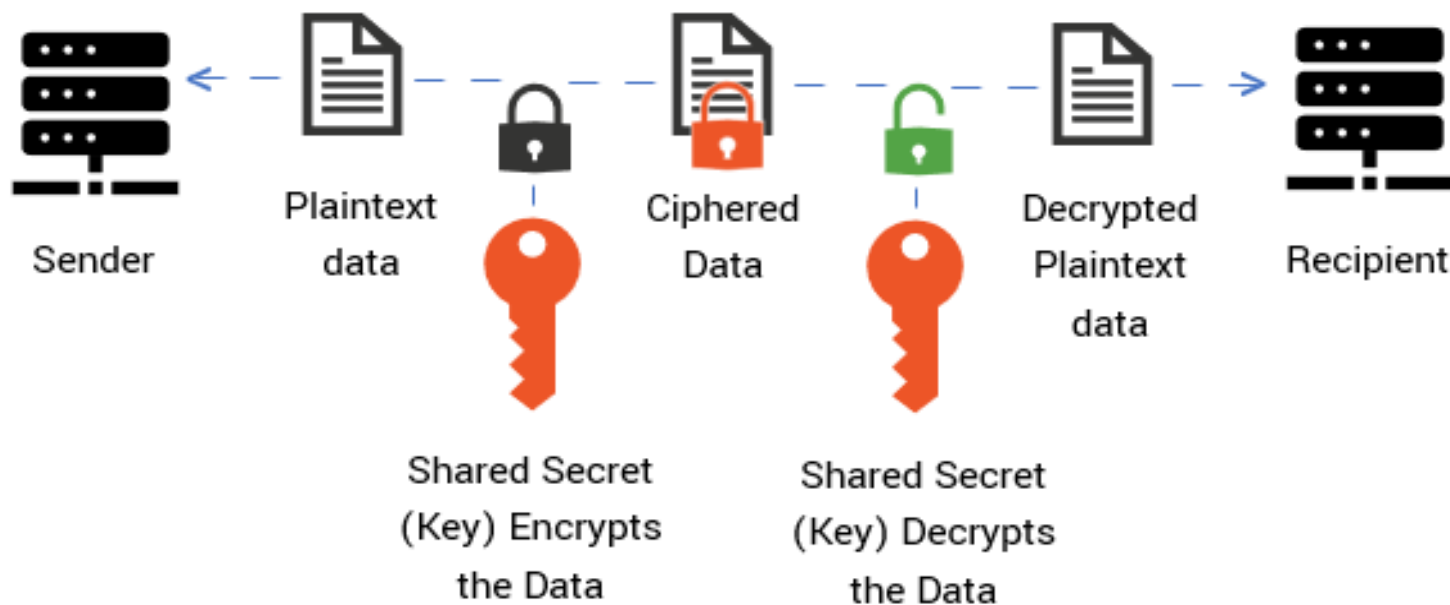 Sender
Plaintext
data
Ciphered
Data
Decrypted
Plaintext
data
Recipient
Shared Secret
(Key) Encrypts
the Data
Shared Secret
(Key) Decrypts
the Data